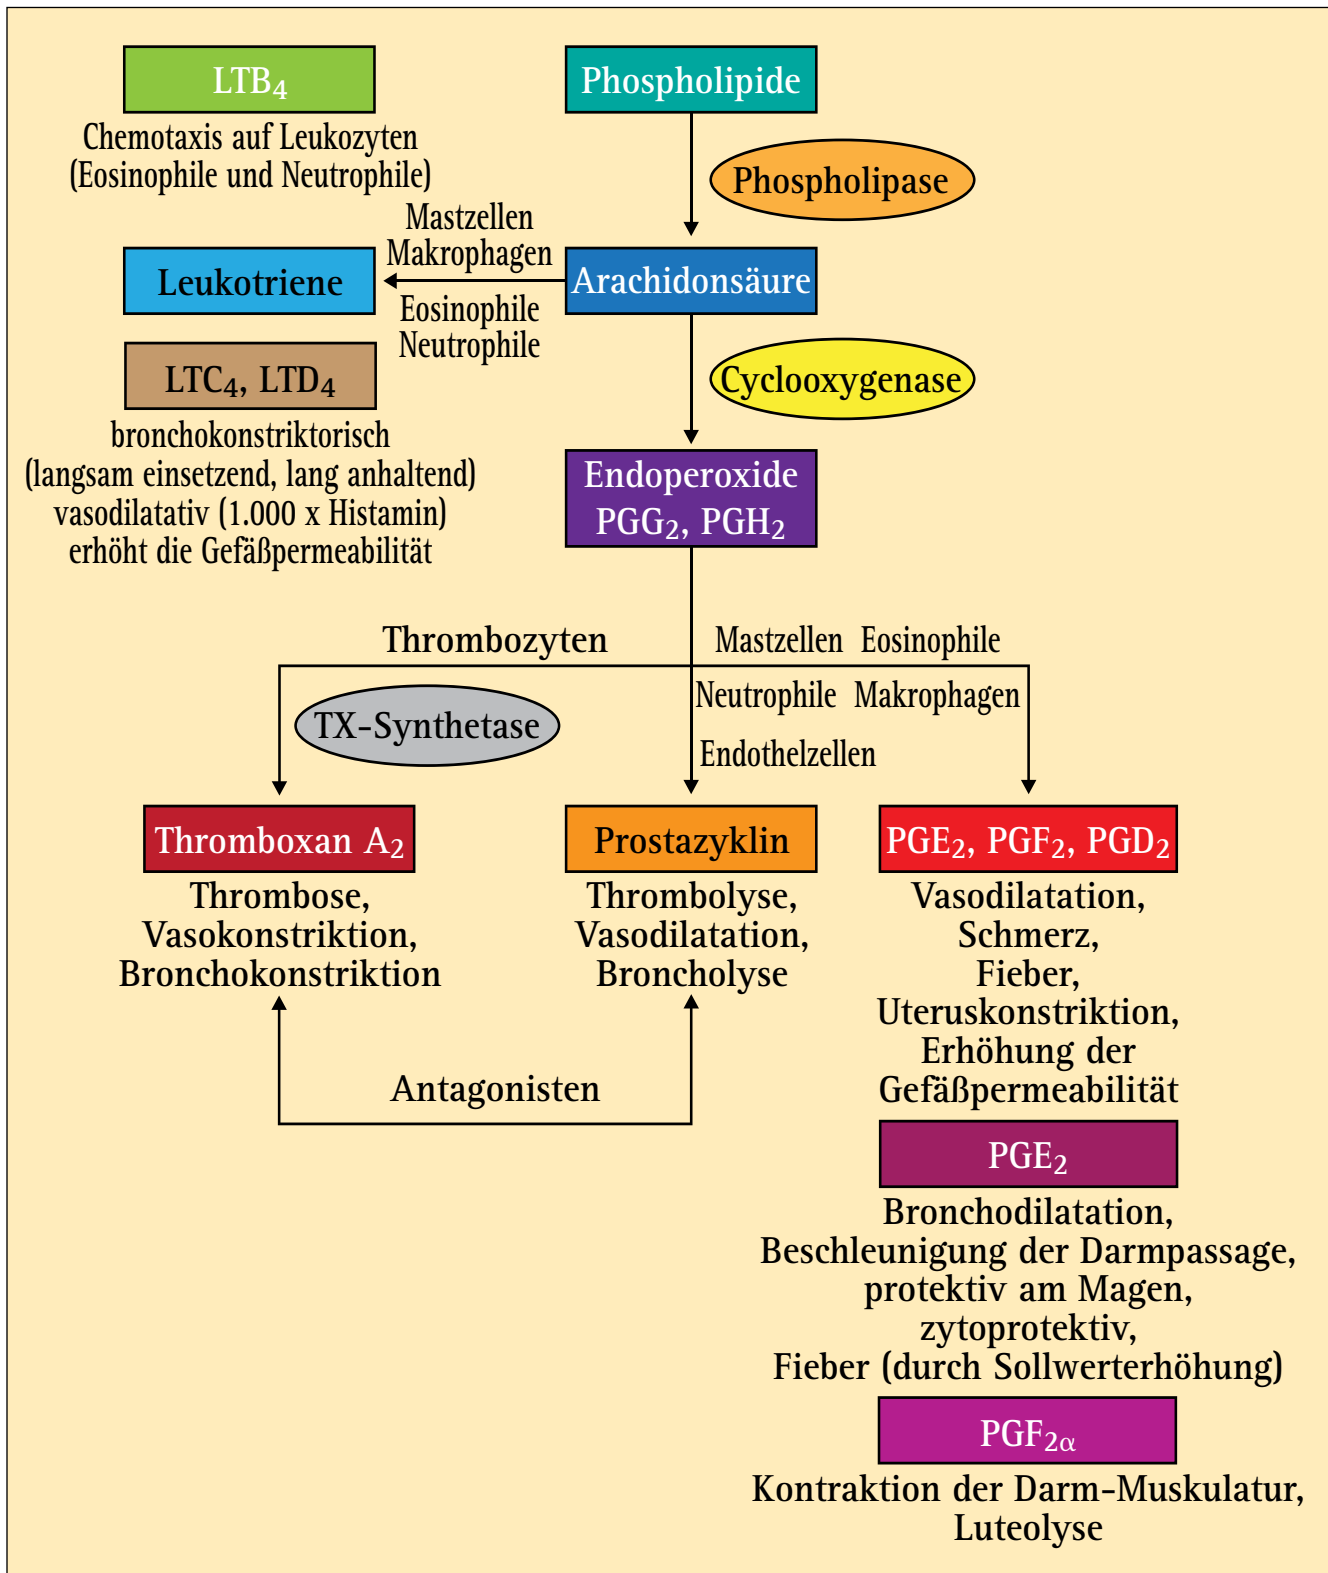 LTB₄
Chemotaxis auf Leukozyten
(Eosinophile und Neutrophile)
Phospholipide
Phospholipase
Mastzellen
Makrophagen
Leukotriene
Arachidonsäure
Eosinophile
Neutrophile
LTC₄, LTD₄
bronchokonstriktorisch
(langsam einsetzend, lang anhaltend)
vasodilatativ (1.000 x Histamin)
erhöht die Gefäßpermeabilität
Cyclooxygenase
Endoperoxide
PGG₂, PGH₂
Thrombozyten
Mastzellen Eosinophile
Neutrophile Makrophagen
TX-Synthetase
Endothelzellen
Thromboxan A₂
Thrombose,
Vasokonstriktion,
Bronchokonstriktion
Prostazyklin
Thrombolyse,
Vasodilatation,
Broncholyse
Antagonisten
PGE₂, PGF₂, PGD₂
Vasodilatation,
Schmerz,
Fieber,
Uteruskonstriktion,
Erhöhung der
Gefäßpermeabilität
PGE₂
Bronchodilatation,
Beschleunigung der Darmpassage,
protektiv am Magen,
zytoprotektiv,
Fieber (durch Sollwerterhöhung)
PGF₂α
Kontraktion der Darm-Muskulatur,
Luteolyse